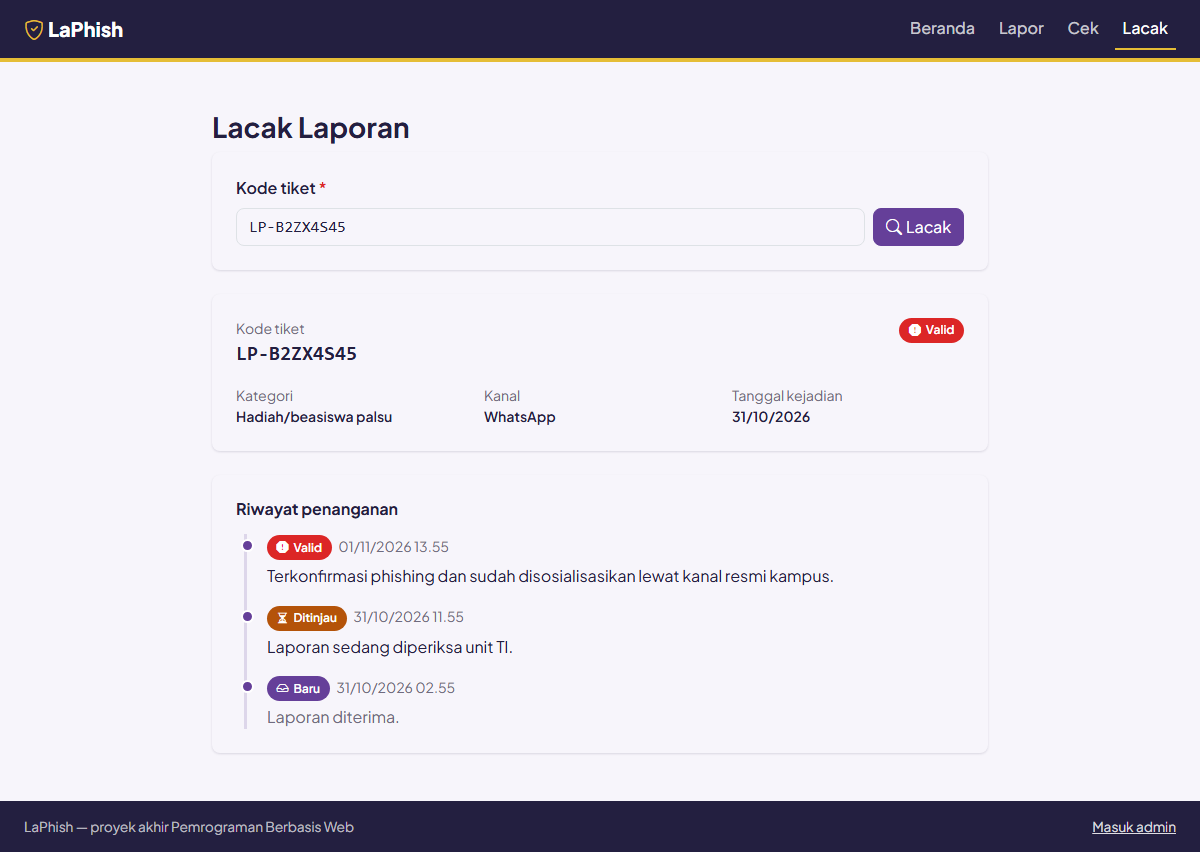 LaPhish
Beranda Lapor Cek Lacak
Lacak Laporan
Kode tiket *
LP-B2ZX4S45
Lacak
Kode tiket
Valid
LP-B2ZX4S45
Kategori Kanal Tanggal kejadian
Hadiah/beasiswa palsu WhatsApp 31/10/2026
Riwayat penanganan
Valid 01/11/2026 13.55
Terkonfirmasi phishing dan sudah disosialisasikan lewat kanal resmi kampus.
Ditinjau 31/10/2026 11.55
Laporan sedang diperiksa unit TI.
Baru 31/10/2026 02.55
Laporan diterima.
LaPhish — proyek akhir Pemrograman Berbasis Web
Masuk admin